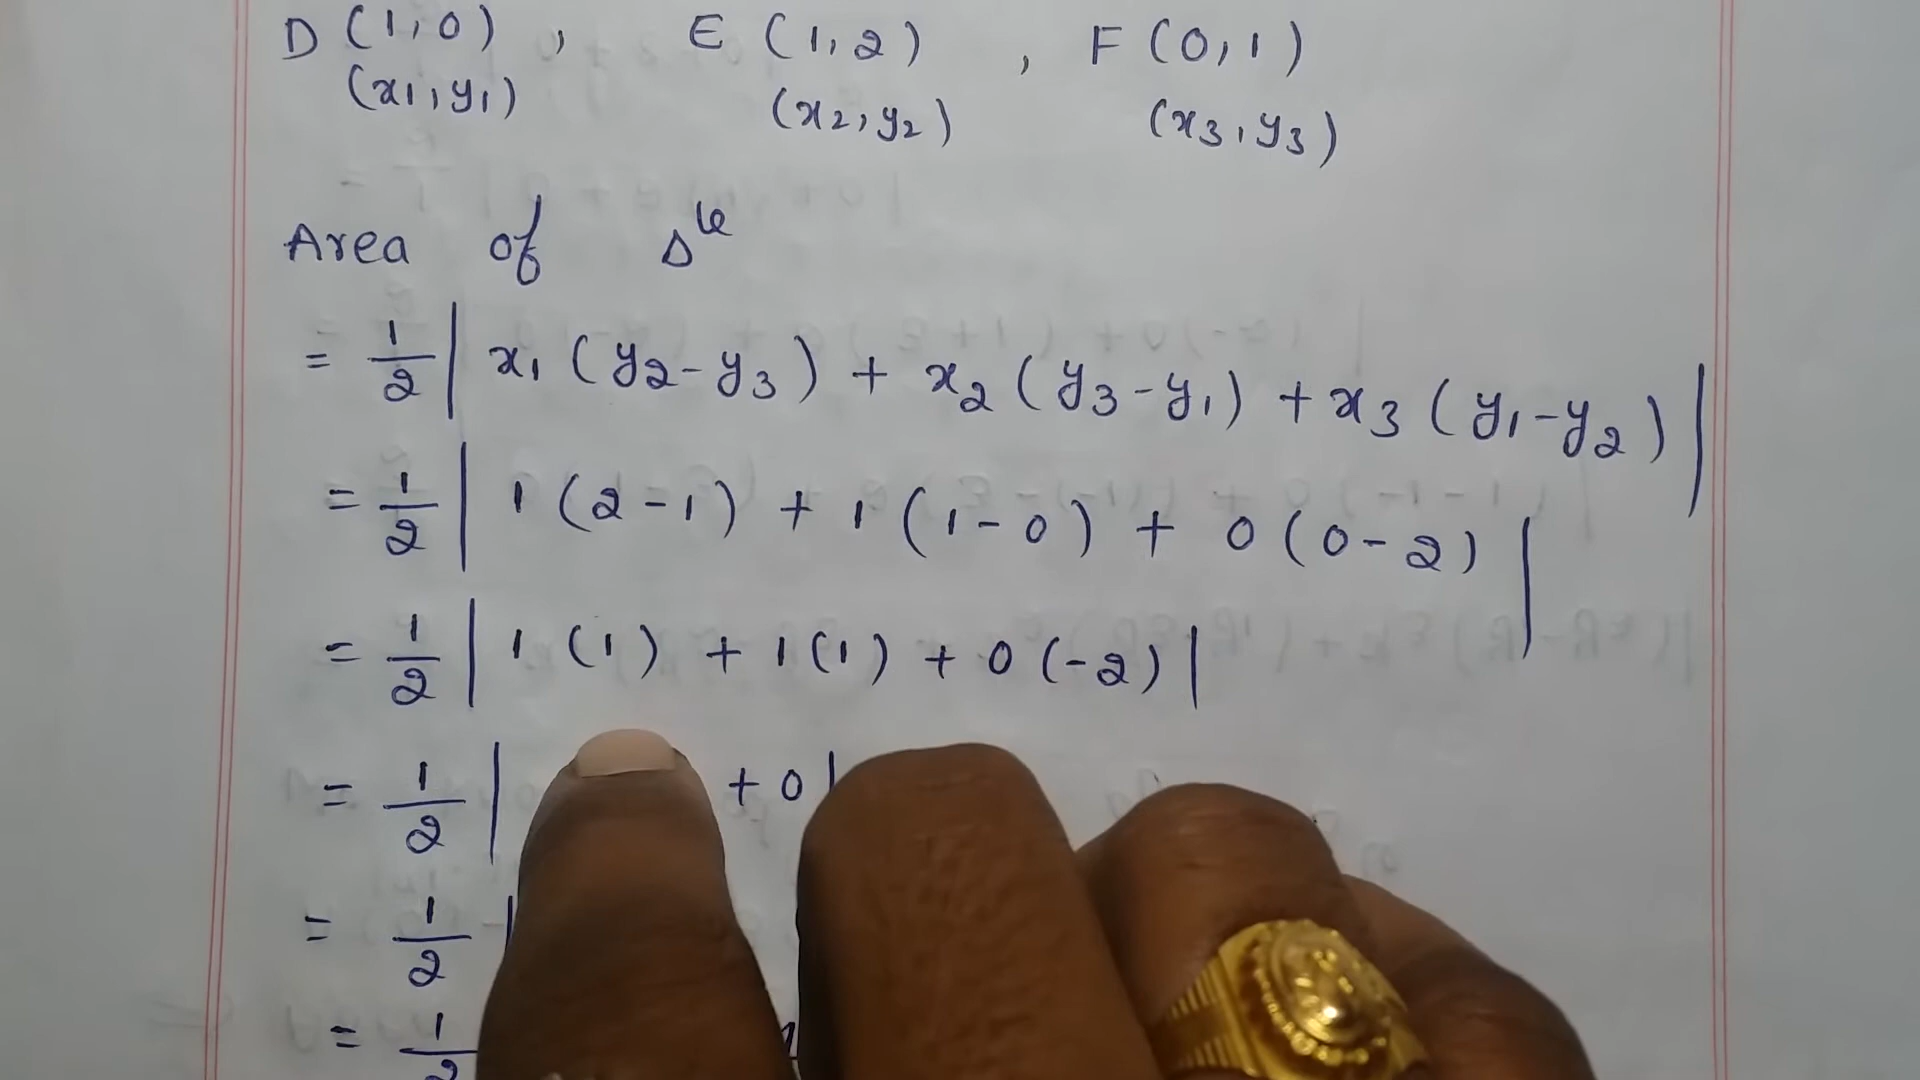 D (1,0) , E (1,2) , F (0,1)
(x1,y1) (x2,y2) (x3,y3)
Area of Δle
= 1/2 | x1 (y2-y3) + x2 (y3-y1) + x3 (y1-y2) |
= 1/2 | 1 (2-1) + 1 (1-0) + 0 (0-2) |
= 1/2 | 1 (1) + 1(1) + 0 (-2) |
= 1/2 | + 0 |
= 1/2 |
= 1/2